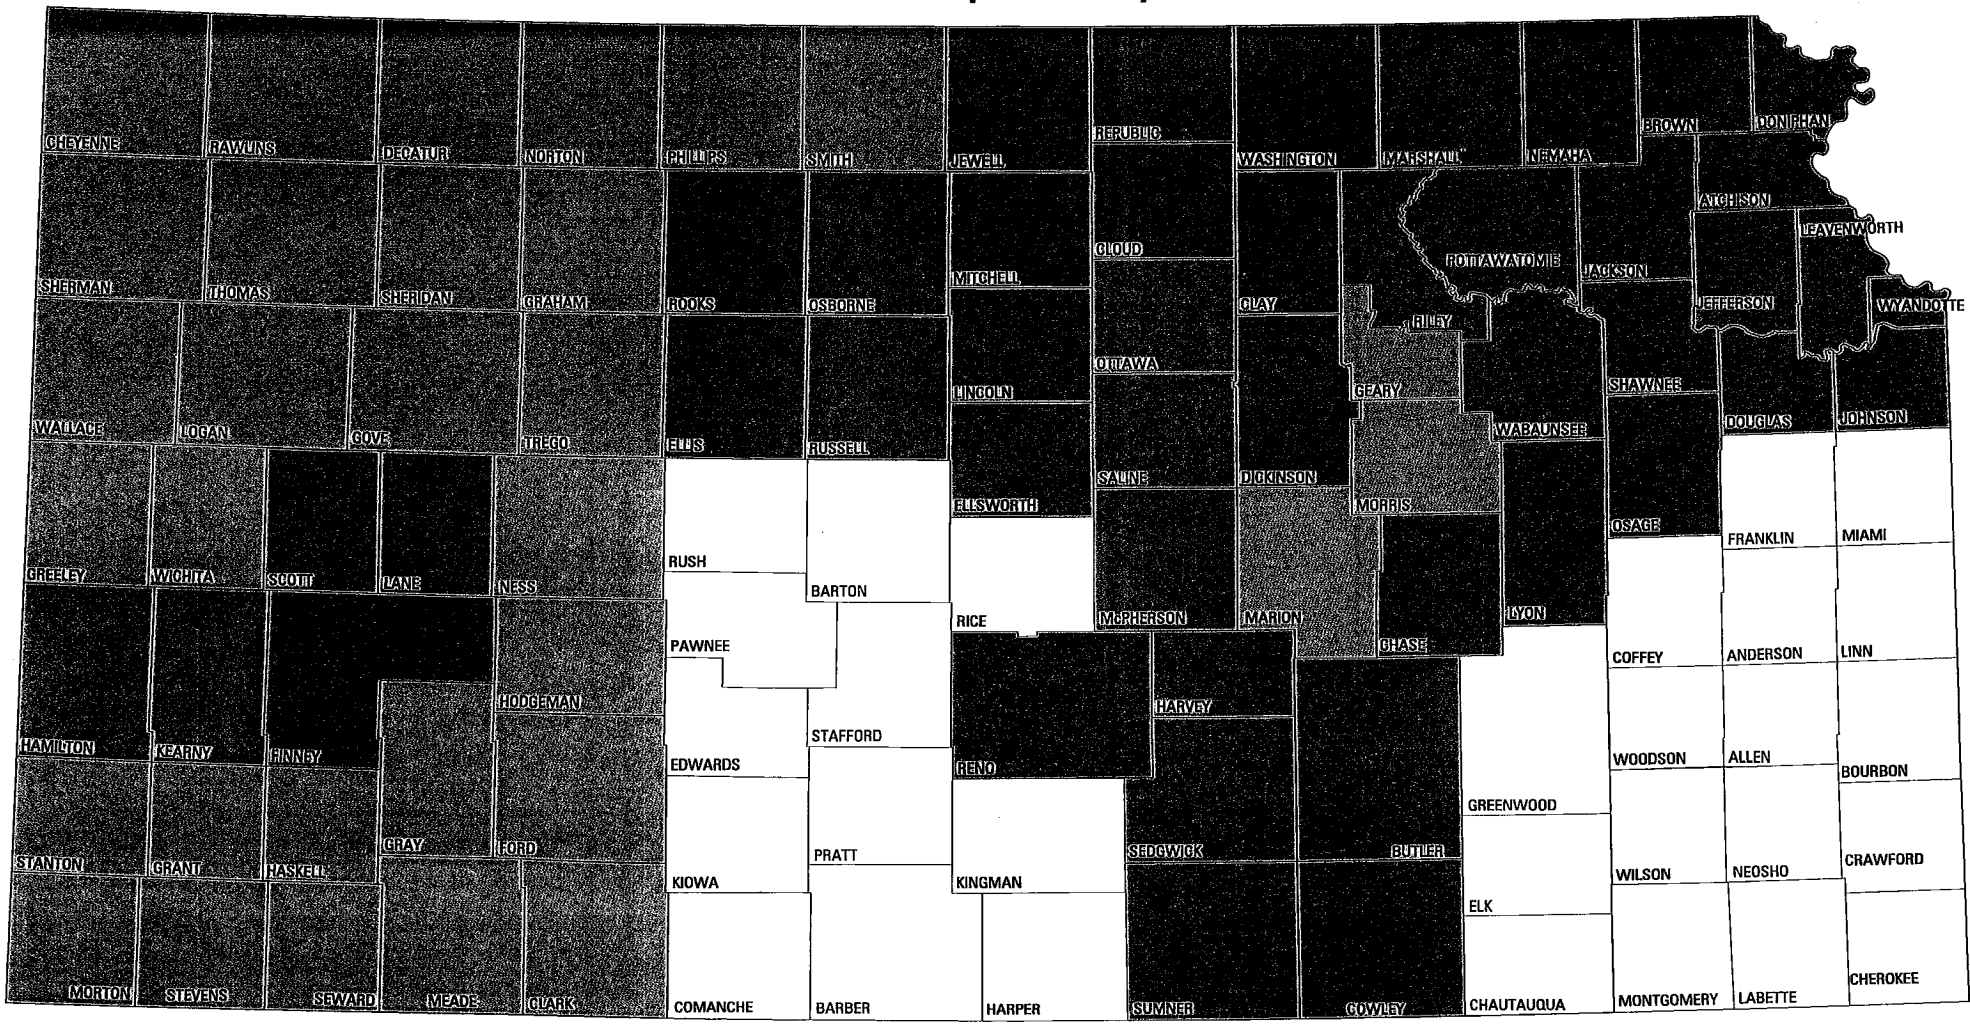 CHEYENNE
RAWLINS
DECATUR
NORTON
PHILLIPS
SMITH
JEWELL
REPUBLIC
WASHINGTON
MARSHALL
NEMAHA
BROWN
DONIPHAN
SHERMAN
THOMAS
SHERIDAN
GRAHAM
ROOKS
OSBORNE
MITCHELL
CLOUD
CLAY
RILEY
POTTAWATOMIE
JACKSON
ATCHISON
JEFFERSON
LEAVENWORTH
WYANDOTTE
WALLACE
LOGAN
GOVE
TREGO
ELLIS
RUSSELL
LINCOLN
OTTAWA
DICKINSON
GEARY
WABAUNSEE
SHAWNEE
DOUGLAS
JOHNSON
GREELEY
WICHITA
SCOTT
LANE
NESS
RUSH
BARTON
ELLSWORTH
SALINE
MORRIS
OSAGE
FRANKLIN
MIAMI
PAWNEE
RICE
McPHERSON
MARION
CHASE
LYON
COFFEY
ANDERSON
LINN
HAMILTON
KEARNY
FINNEY
HODGEMAN
EDWARDS
STAFFORD
RENO
HARVEY
GREENWOOD
WOODSON
ALLEN
BOURBON
STANTON
GRANT
HASKELL
GRAY
FORD
KIOWA
PRATT
KINGMAN
SEDGWICK
BUTLER
ELK
WILSON
NEOSHO
CRAWFORD
MORTON
STEVENS
SEWARD
MEADE
CLARK
COMANCHE
BARBER
HARPER
SUMNER
COWLEY
CHAUTAUQUA
MONTGOMERY
LABETTE
CHEROKEE